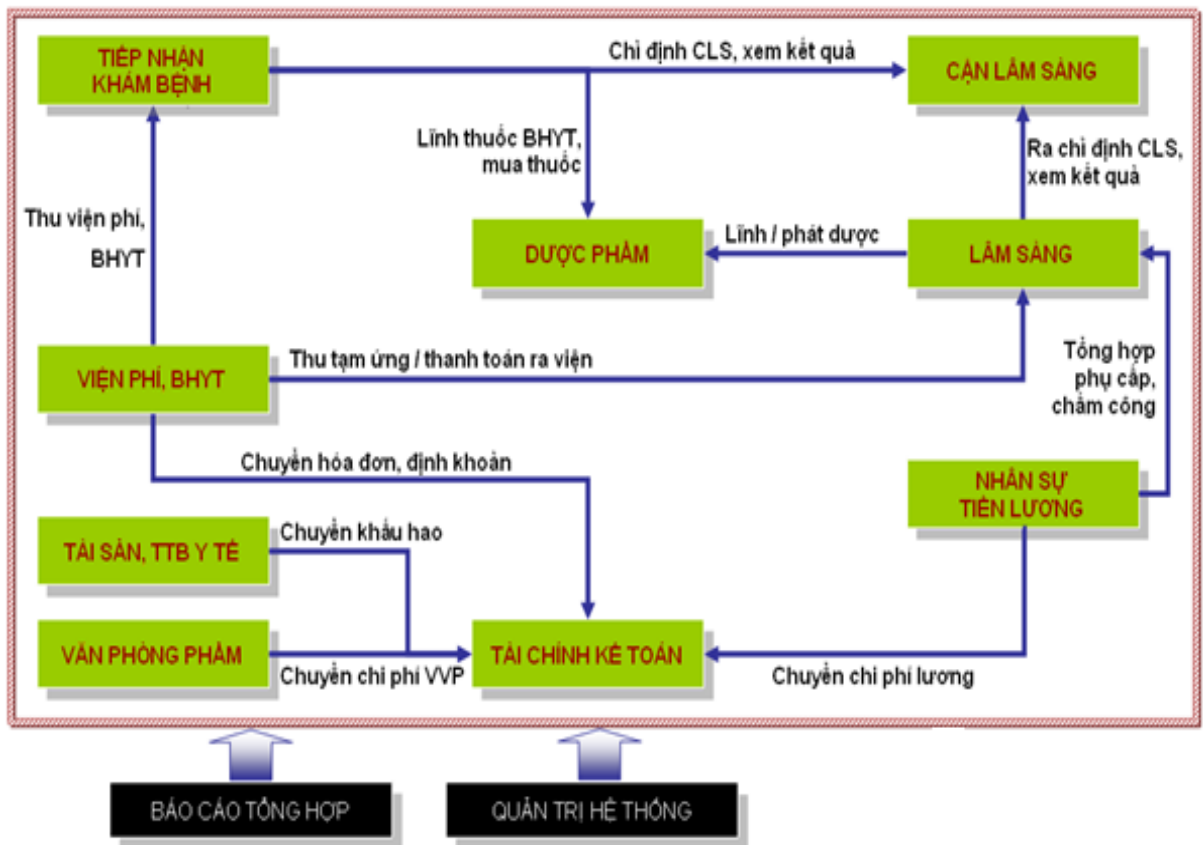 TIẾP NHẬN
KHÁM BỆNH
Chỉ định CLS, xem kết quả
CẬN LÂM SÀNG
Lĩnh thuốc BHYT,
mua thuốc
Ra chỉ định CLS,
xem kết quả
Thu viện phí,
BHYT
DƯỢC PHẨM
Lĩnh / phát dược
LÂM SÀNG
VIỆN PHÍ, BHYT
Thu tạm ứng / thanh toán ra viện
Tổng hợp
phụ cấp,
chấm công
Chuyển hóa đơn, định khoản
NHÂN SỰ
TIỀN LƯƠNG
TÀI SẢN, TTB Y TẾ
Chuyển khấu hao
VĂN PHÒNG PHẨM
Chuyển chi phí VVP
TÀI CHÍNH KẾ TOÁN
Chuyển chi phí lương
BÁO CÁO TỔNG HỢP
QUẢN TRỊ HỆ THỐNG